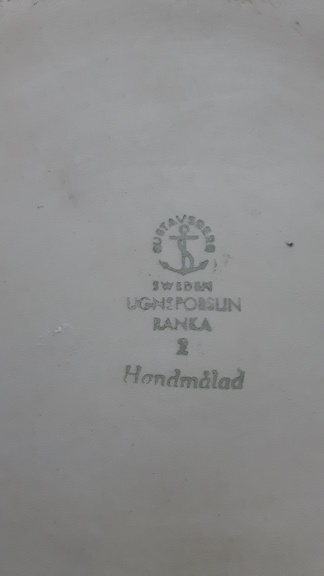 GUSTAVSBERG
SWEDEN
UGNSPORSLIN
RANKA
2
Handmålad